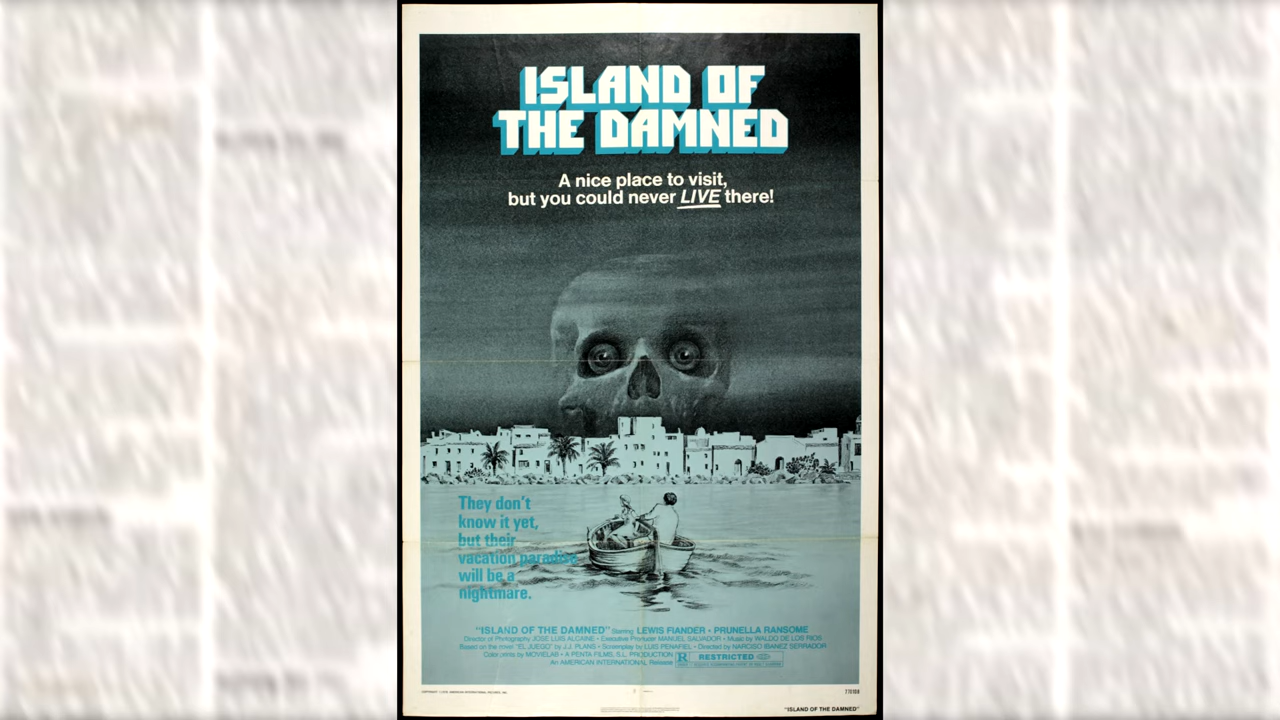 ISLAND OF
THE DAMNED
A nice place to visit,
but you could never LIVE there!
They don't
know it yet,
but their
vacation paradise
will be a
nightmare.
"ISLAND OF THE DAMNED" Starring LEWIS FIANDER • PRUNELLA RANSOME
Director of Photography JOSE LUIS ALCAINE • Executive Producer MANUEL SALVADOR • Music by WALDO DE LOS RIOS
Based on the novel "EL JUEGO" by J.J. PLANS • Screenplay by LUIS PENAFIEL • Directed by NARCISO IBANEZ SERRADOR
Color prints by MOVIELAB • A PENTA FILMS, S.L. PRODUCTION
An AMERICAN INTERNATIONAL Release
R RESTRICTED
"ISLAND OF THE DAMNED"